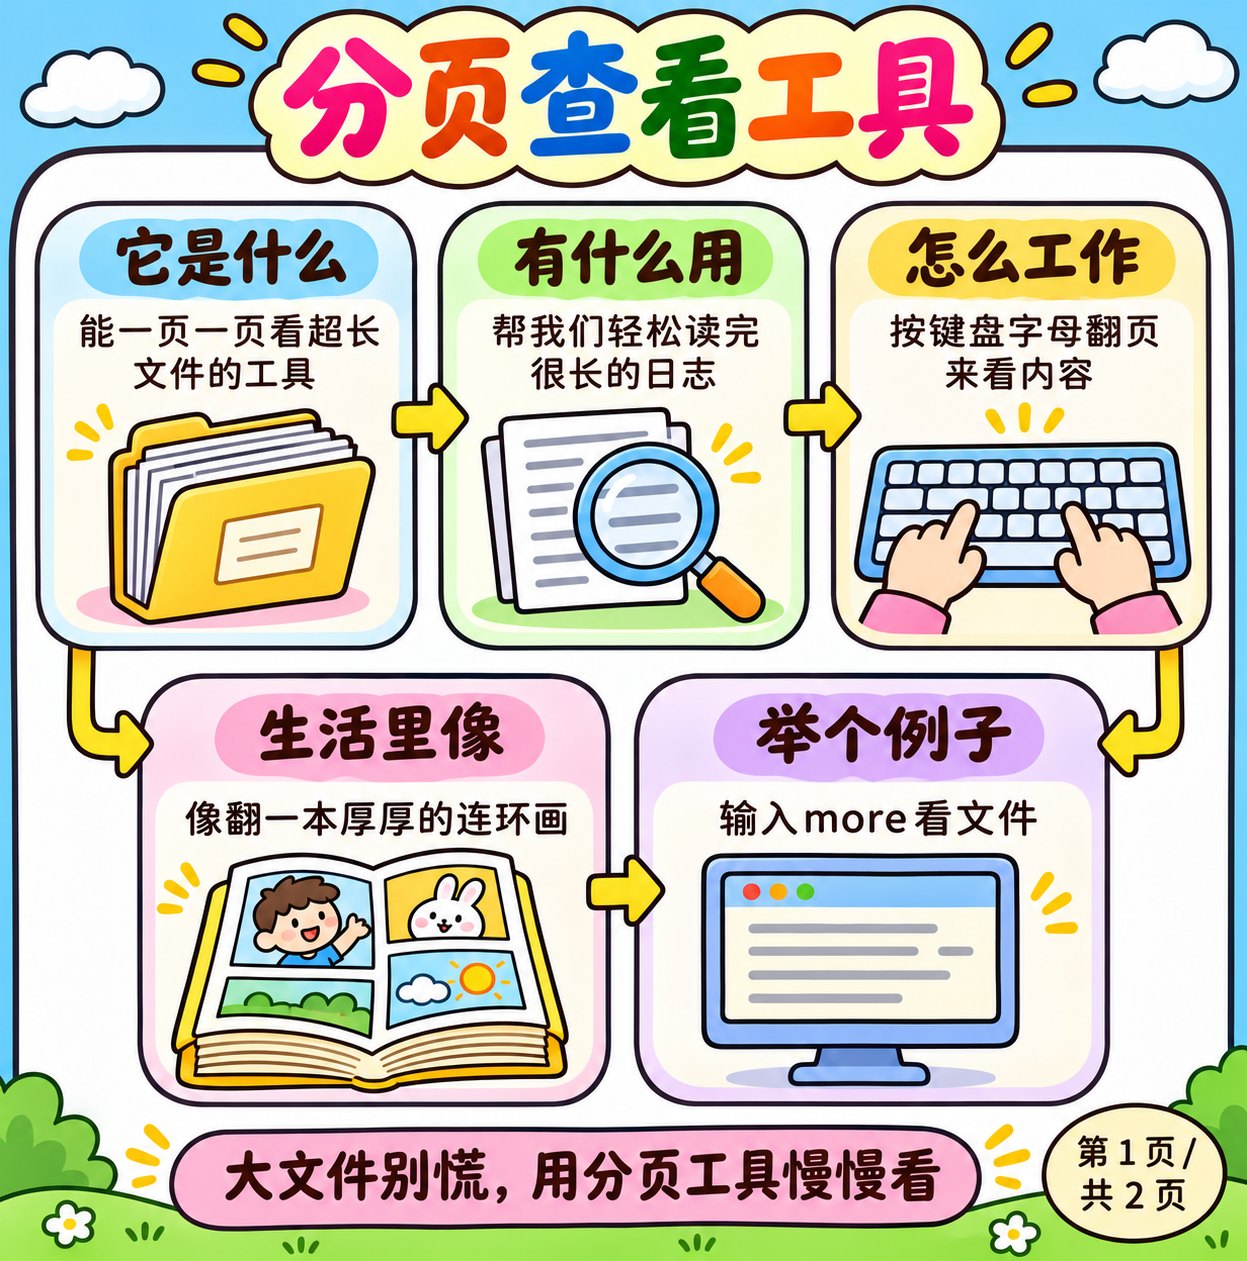 分页查看工具
它是什么
能一页一页看超长
文件的工具
有什么用
帮我们轻松读完
很长的日志
怎么工作
按键盘字母翻页
来看内容
生活里像
像翻一本厚厚的连环画
举个例子
输入more看文件
大文件别慌，用分页工具慢慢看
第1页/
共2页